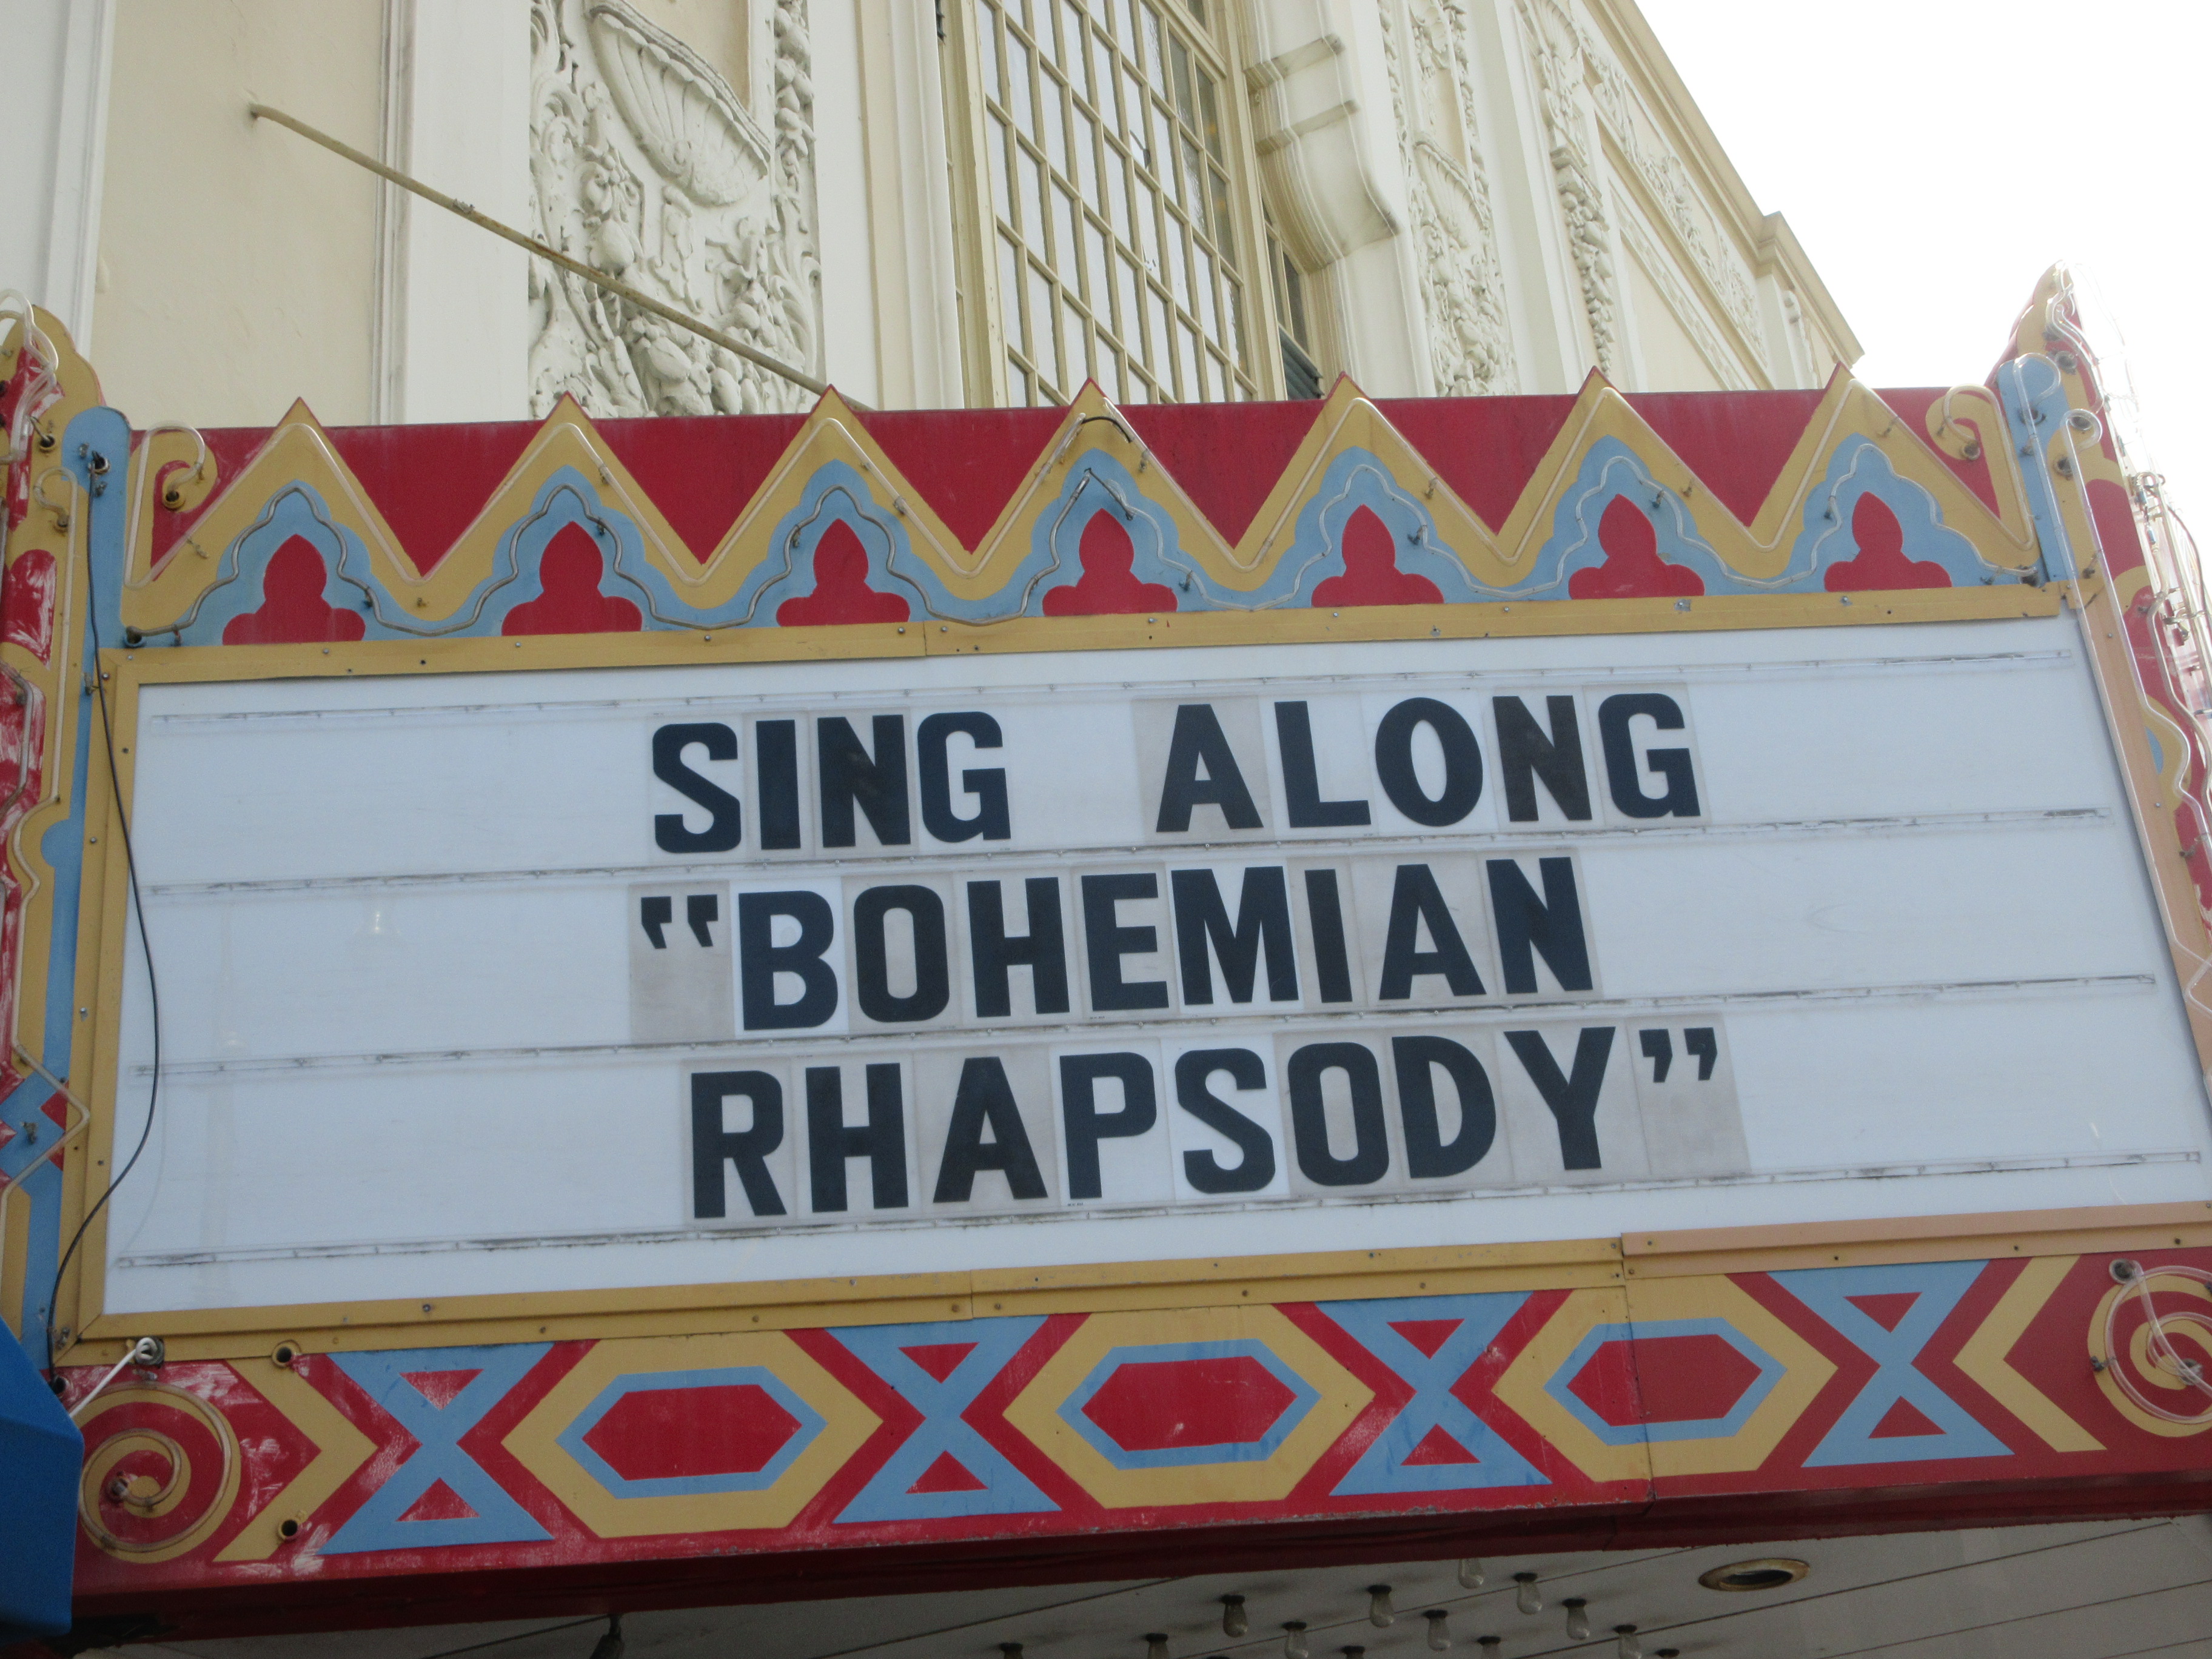 SING ALONG
"BOHEMIAN
RHAPSODY"